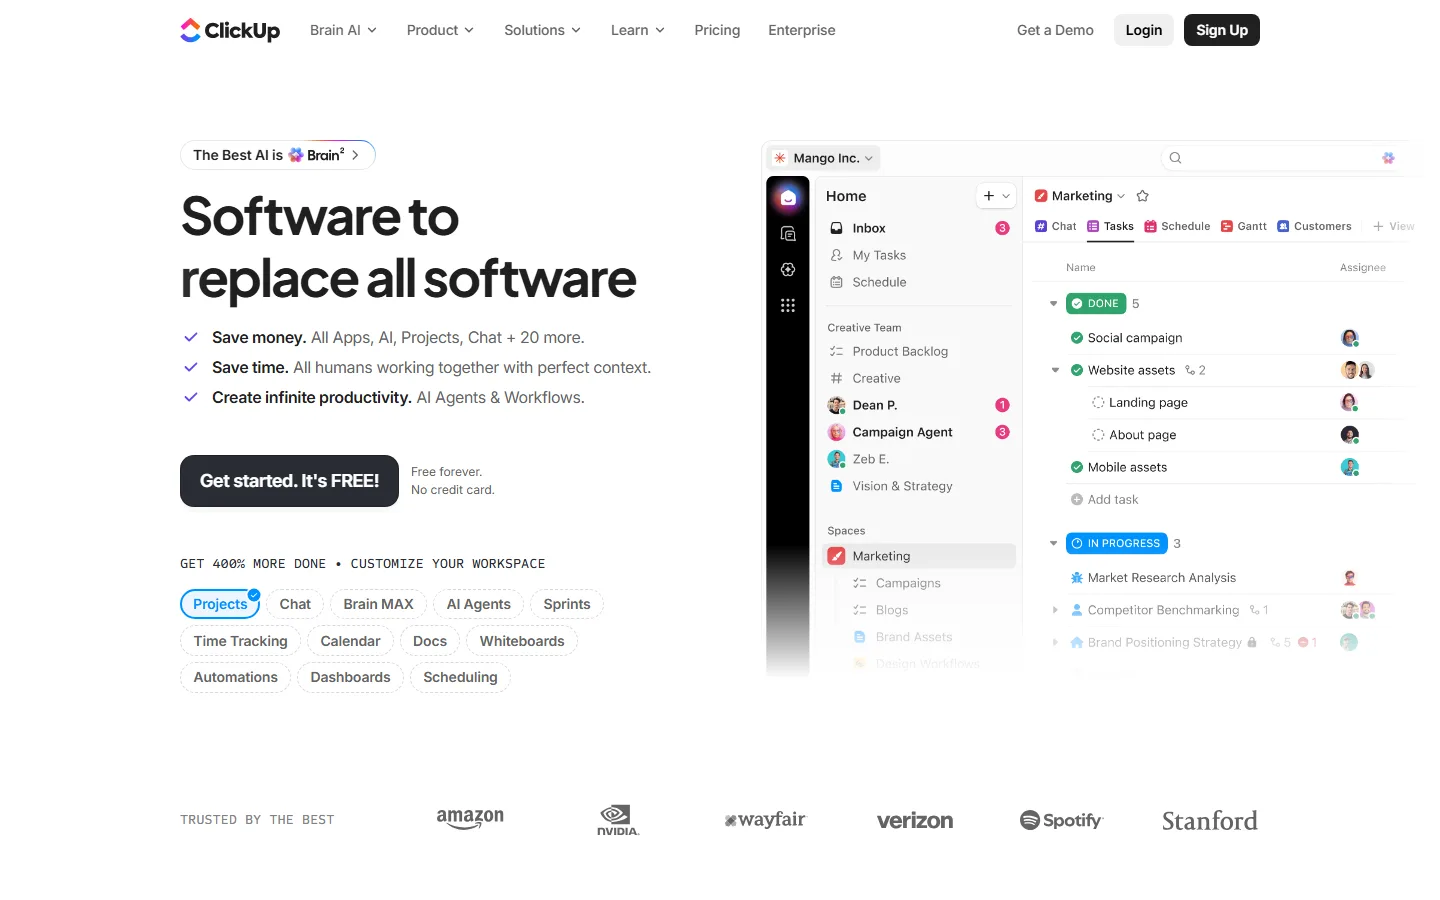 ClickUp
Brain AI
Product
Solutions
Learn
Pricing
Enterprise
Get a Demo
Login
Sign Up
The Best AI is Brain²
Software to
replace all software
Save money. All Apps, AI, Projects, Chat + 20 more.
Save time. All humans working together with perfect context.
Create infinite productivity. AI Agents & Workflows.
Get started. It's FREE!
Free forever.
No credit card.
GET 400% MORE DONE • CUSTOMIZE YOUR WORKSPACE
Projects
Chat
Brain MAX
AI Agents
Sprints
Time Tracking
Calendar
Docs
Whiteboards
Automations
Dashboards
Scheduling
Mango Inc.
Home
Inbox 3
My Tasks
Schedule
Creative Team
Product Backlog
Creative
Dean P. 1
Campaign Agent 3
Zeb E.
Vision & Strategy
Spaces
Marketing
Campaigns
Blogs
Brand Assets
Design Workflows
Marketing
Chat
Tasks
Schedule
Gantt
Customers
View
Name
Assignee
DONE 5
Social campaign
Website assets 2
Landing page
About page
Mobile assets
Add task
IN PROGRESS 3
Market Research Analysis
Competitor Benchmarking 1
Brand Positioning Strategy 5 1
TRUSTED BY THE BEST
amazon
NVIDIA.
wayfair
verizon
Spotify
Stanford